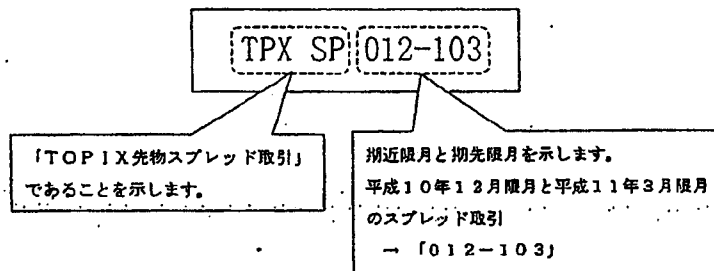 TPX SP 012-103
「TOPIX先物スプレッド取引」
であることを示します。
期近限月と期先限月を示します。
平成10年12月限月と平成11年3月限月
のスプレッド取引
→ 「012-103」